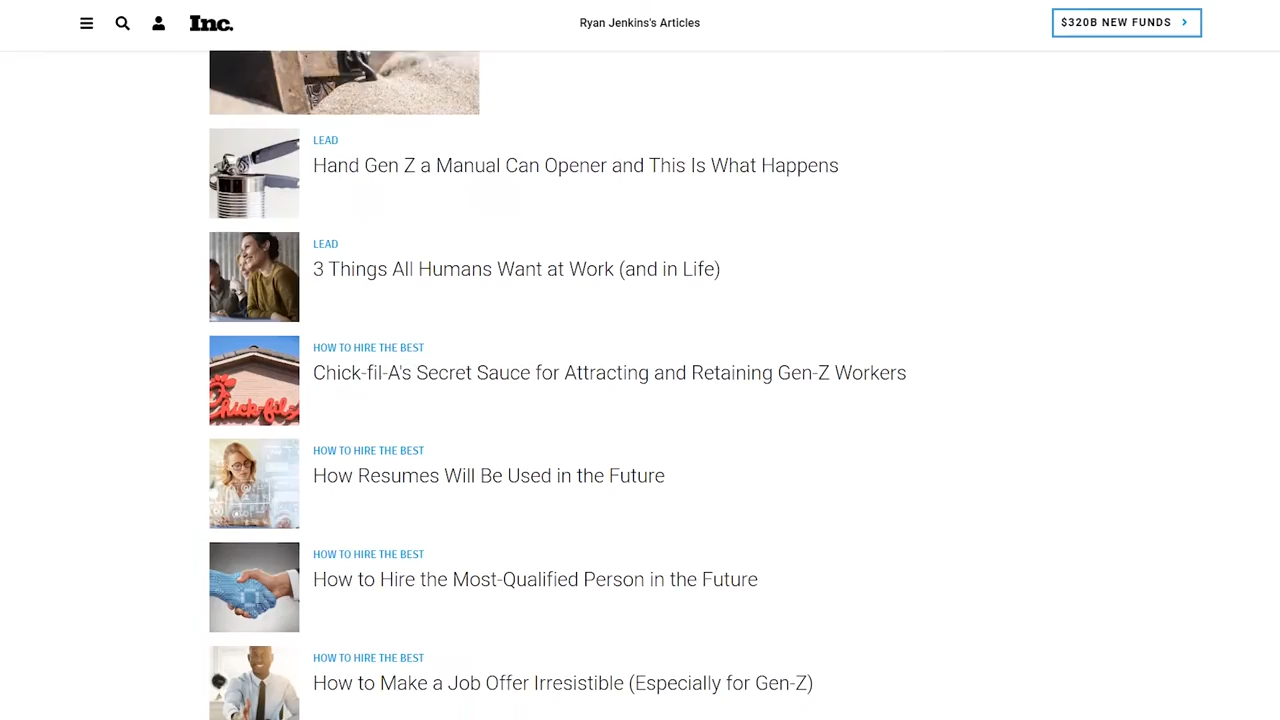 Inc.
Ryan Jenkins's Articles
$320B NEW FUNDS
LEAD
Hand Gen Z a Manual Can Opener and This Is What Happens
LEAD
3 Things All Humans Want at Work (and in Life)
HOW TO HIRE THE BEST
Chick-fil-A's Secret Sauce for Attracting and Retaining Gen-Z Workers
Chick-fil
HOW TO HIRE THE BEST
How Resumes Will Be Used in the Future
HOW TO HIRE THE BEST
How to Hire the Most-Qualified Person in the Future
HOW TO HIRE THE BEST
How to Make a Job Offer Irresistible (Especially for Gen-Z)